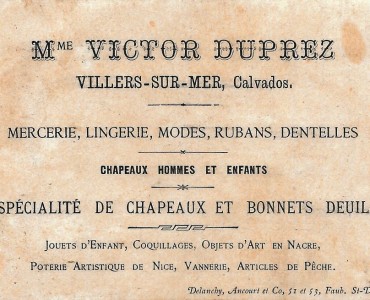 MME VICTOR DUPREZ
VILLERS-SUR-MER, Calvados.
MERCERIE, LINGERIE, MODES, RUBANS, DENTELLES
CHAPEAUX HOMMES ET ENFANTS
SPÉCIALITÉ DE CHAPEAUX ET BONNETS DEUIL
JOUETS D'ENFANT, COQUILLAGES, OBJETS D'ART EN NACRE,
POTERIE ARTISTIQUE DE NICE, VANNERIE, ARTICLES DE PÊCHE.
Delanchy, Ancourt et Co, 51 et 53, Faub. St-D